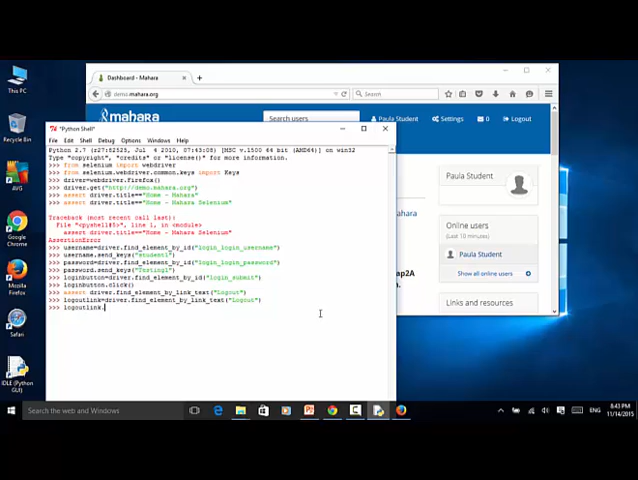 This PC
Recycle Bin
AVG
Google Chrome
Mozilla Firefox
Safari
IDLE (Python GUI)
Dashboard - Mahara
demo.mahara.org
Search
mahara
Search users
Paula Student
Settings
0
Logout
Paula Student
Online users
(Last 10 minutes)
Paula Student
Show all online users
Links and resources
*Python Shell*
File Edit Shell Debug Options Windows Help
Python 2.7 (r27:82525, Jul 4 2010, 07:43:08) [MSC v.1500 64 bit (AMD64)] on win32
Type "copyright", "credits" or "license()" for more information.
>>> from selenium import webdriver
>>> from selenium.webdriver.common.keys import Keys
>>> driver=webdriver.Firefox()
>>> driver.get("http://demo.mahara.org")
>>> assert driver.title=="Home - Mahara"
>>> assert driver.title=="Home - Mahara Selenium"
Traceback (most recent call last):
File "<pyshell#5>", line 1, in <module>
assert driver.title=="Home - Mahara Selenium"
AssertionError
>>> username=driver.find_element_by_id("login_login_username")
>>> username.send_keys("student1")
>>> password=driver.find_element_by_id("login_login_password")
>>> password.send_keys("Testing1")
>>> loginbutton=driver.find_element_by_id("login_submit")
>>> loginbutton.click()
>>> assert driver.find_element_by_link_text("Logout")
>>> logoutlink=driver.find_element_by_link_text("Logout")
>>> logoutlink.
Search the web and Windows
ENG
8:43 PM
11/14/2015